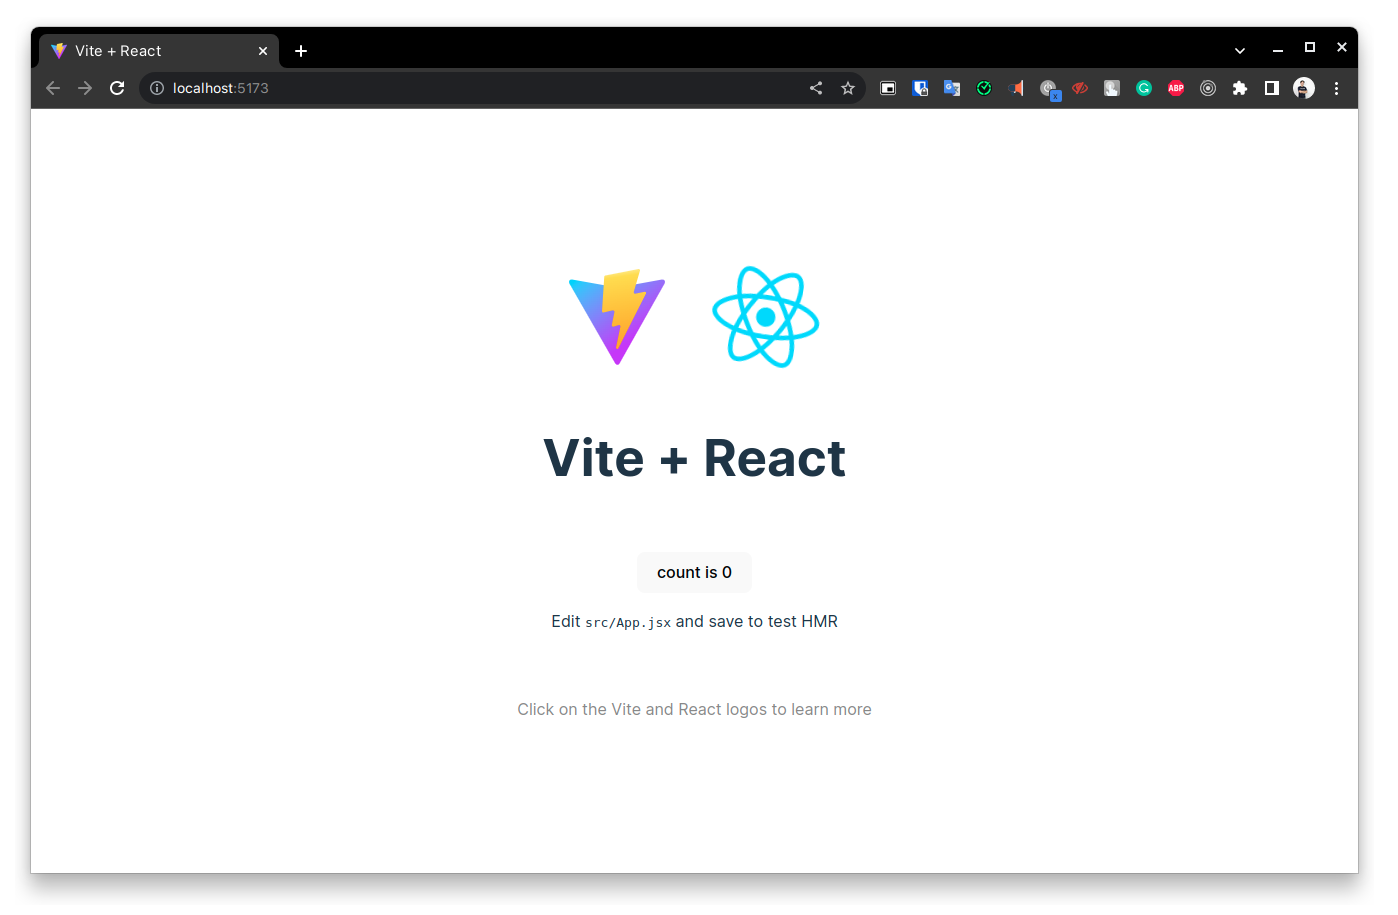 Vite + React
localhost:5173
ABP
Vite + React
count is 0
Edit src/App.jsx and save to test HMR
Click on the Vite and React logos to learn more